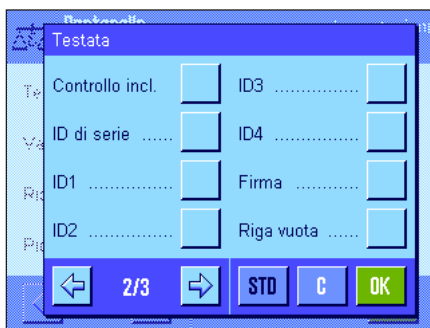 Testata
Controllo incl.
ID di serie ......
ID1 ................
ID2 ................
ID3 ................
ID4 ................
Firma ............
Riga vuota ......
2/3
STD
C
OK